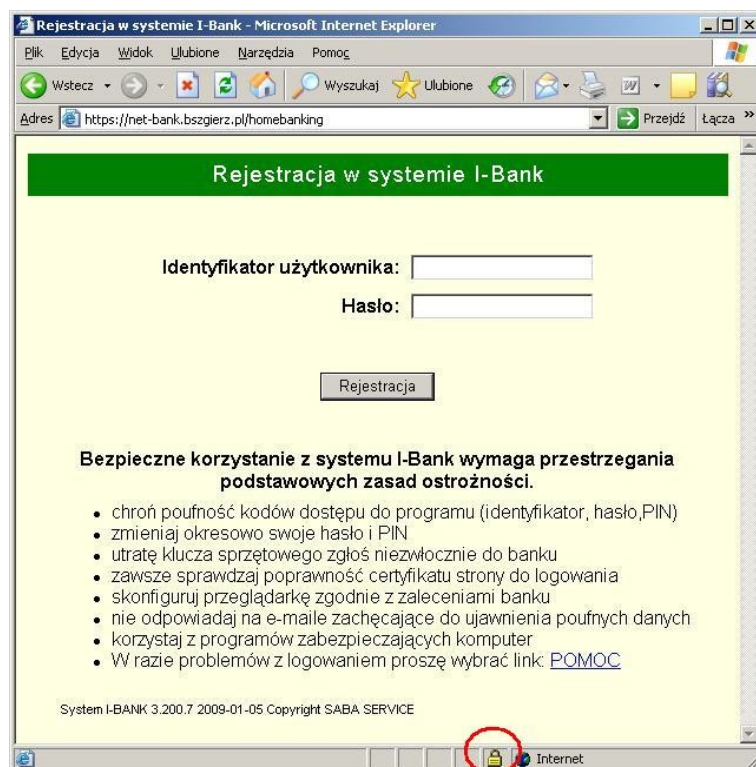 Rejestracja w systemie I-Bank - Microsoft Internet Explorer
Plik Edycja Widok Ulubione Narzędzia Pomoc
Wstecz Wyszukaj Ulubione
Adres https://net-bank.bszgierz.pl/homebanking Przejdź Łącza »
Rejestracja w systemie I-Bank
Identyfikator użytkownika:
Hasło:
Rejestracja
Bezpieczne korzystanie z systemu I-Bank wymaga przestrzegania
podstawowych zasad ostrożności.
• chroń poufność kodów dostępu do programu (identyfikator, hasło,PIN)
• zmieniaj okresowo swoje hasło i PIN
• utratę klucza sprzętowego zgłoś niezwłocznie do banku
• zawsze sprawdzaj poprawność certyfikatu strony do logowania
• skonfiguruj przeglądarkę zgodnie z zaleceniami banku
• nie odpowiadaj na e-maile zachęcające do ujawnienia poufnych danych
• korzystaj z programów zabezpieczających komputer
• W razie problemów z logowaniem proszę wybrać link: POMOC
System I-BANK 3.200.7 2009-01-05 Copyright SABA SERVICE
Internet